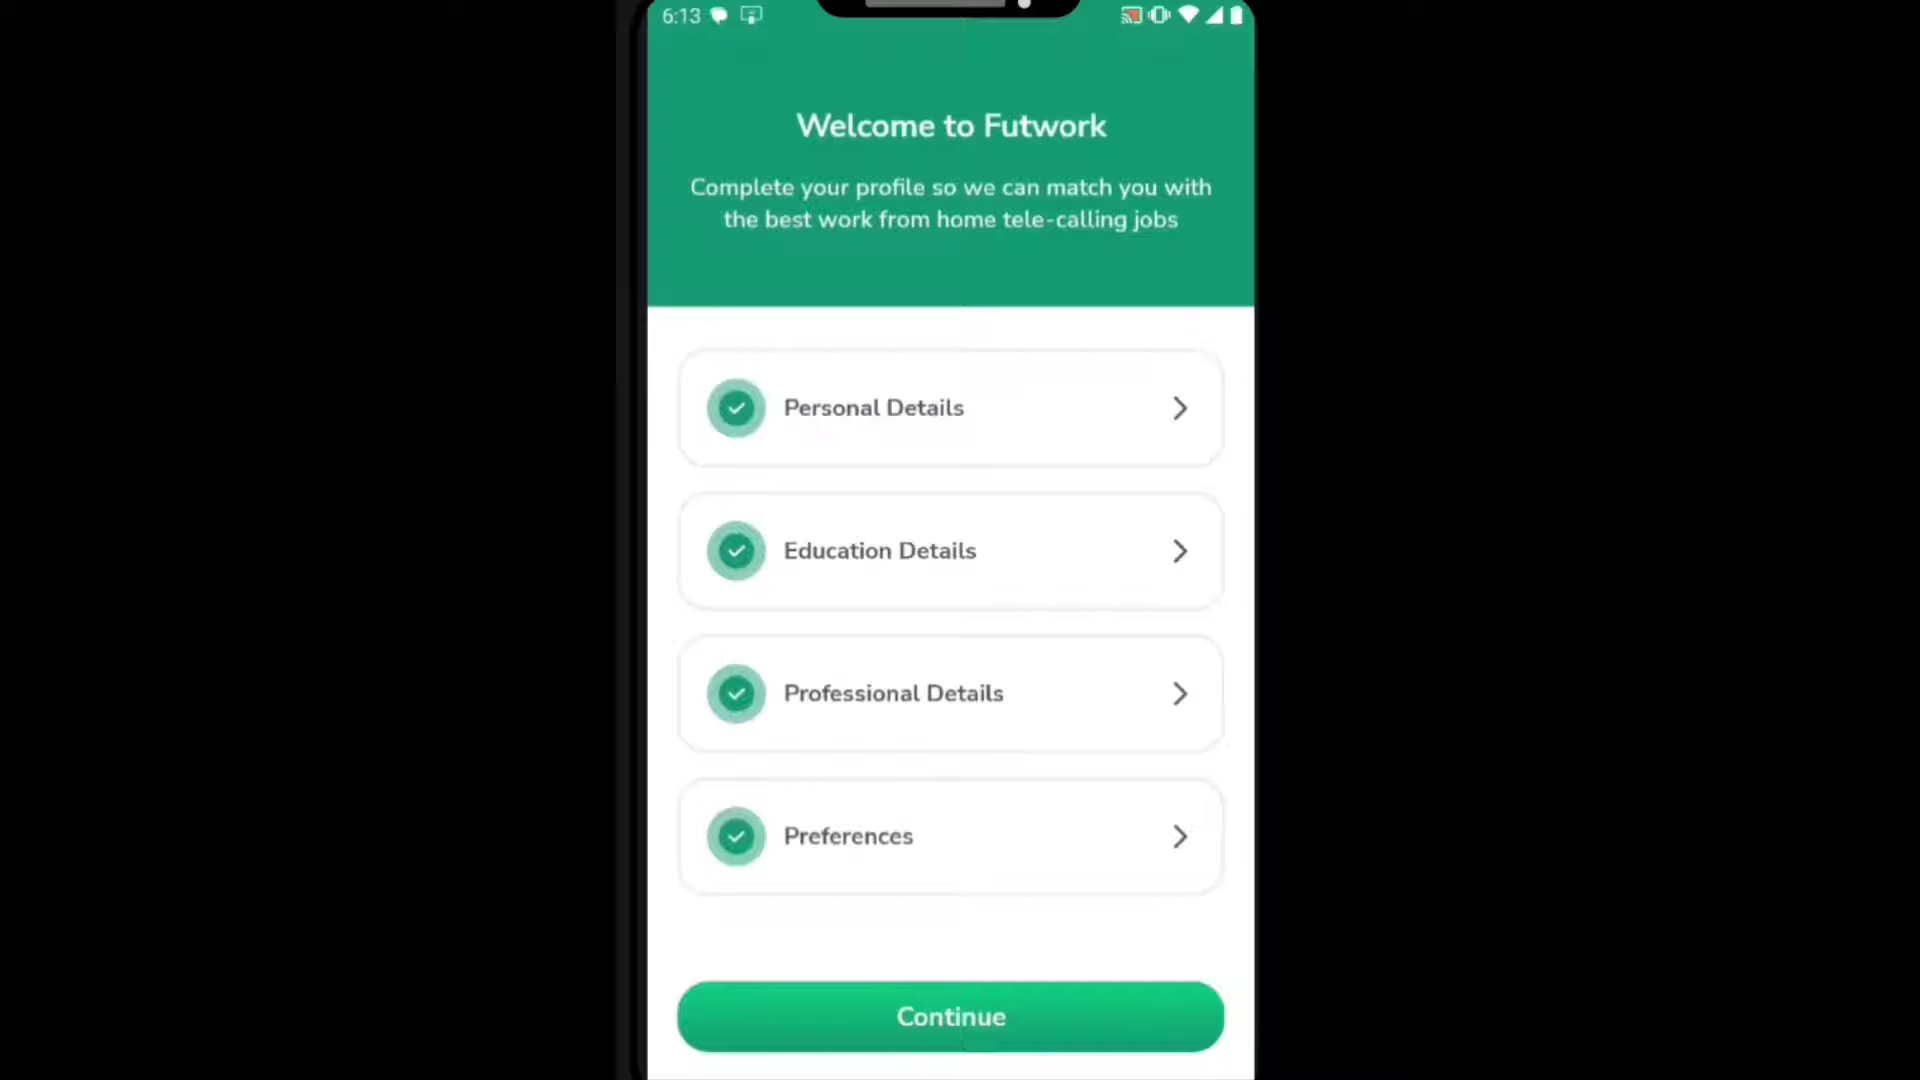 6:13
Welcome to Futwork
Complete your profile so we can match you with
the best work from home tele-calling jobs
Personal Details
Education Details
Professional Details
Preferences
Continue